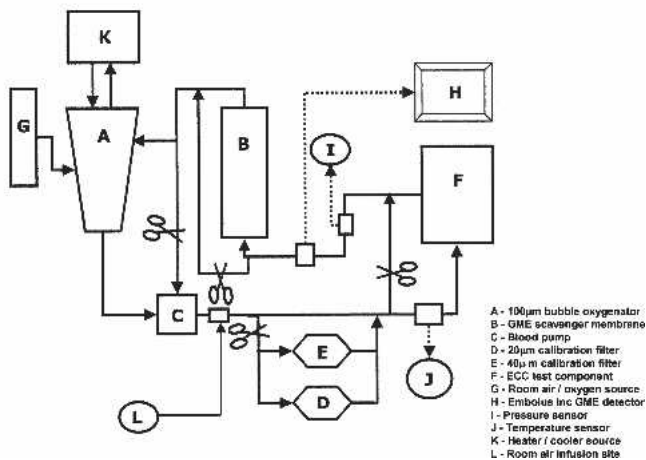 K
G
A
B
H
I
F
C
E
D
J
L
A - 100µm bubble oxygenator
B - GME scavenger membrane
C - Blood pump
D - 20µm calibration filter
E - 40µm calibration filter
F - ECC test component
G - Room air / oxygen source
H - Embolus Inc GME detector
I - Pressure sensor
J - Temperature sensor
K - Heater / cooler source
L - Room air infusion site